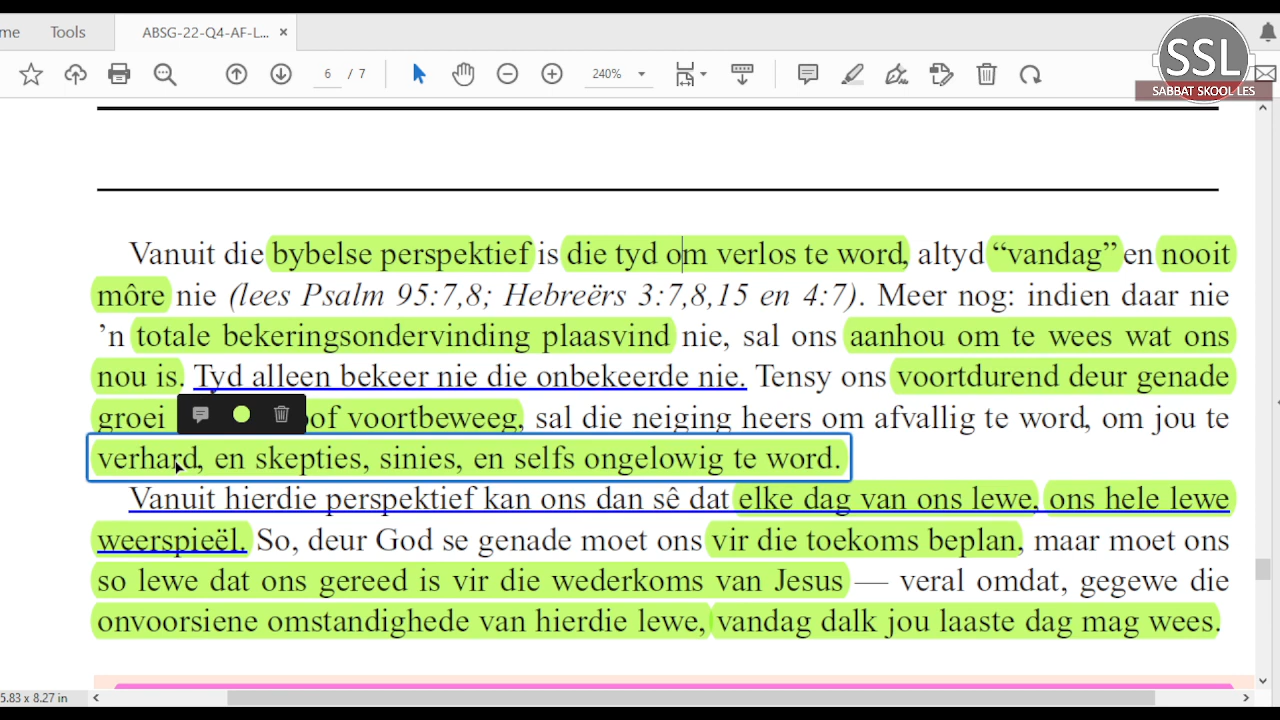 me Tools ABSG-22-Q4-AF-L... ×
SSL
SABBAT SKOOL LES
6 / 7 240%
Vanuit die bybelse perspektief is die tyd om verlos te word, altyd “vandag” en nooit
môre nie (lees Psalm 95:7,8; Hebreërs 3:7,8,15 en 4:7). Meer nog: indien daar nie
’n totale bekeringsondervinding plaasvind nie, sal ons aanhou om te wees wat ons
nou is. Tyd alleen bekeer nie die onbekeerde nie. Tensy ons voortdurend deur genade
groei oof voortbeweeg, sal die neiging heers om afvallig te word, om jou te
verhard, en skepties, sinies, en selfs ongelowig te word.
Vanuit hierdie perspektief kan ons dan sê dat elke dag van ons lewe, ons hele lewe
weerspieël. So, deur God se genade moet ons vir die toekoms beplan, maar moet ons
so lewe dat ons gereed is vir die wederkoms van Jesus — veral omdat, gegewe die
onvoorsiene omstandighede van hierdie lewe, vandag dalk jou laaste dag mag wees.
5.83 x 8.27 in